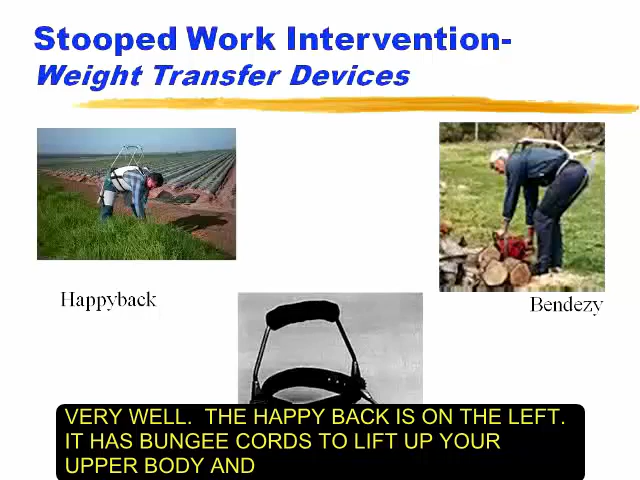 Stooped Work Intervention-
Weight Transfer Devices
Happyback
Bendezy
VERY WELL.  THE HAPPY BACK IS ON THE LEFT.
IT HAS BUNGEE CORDS TO LIFT UP YOUR
UPPER BODY AND